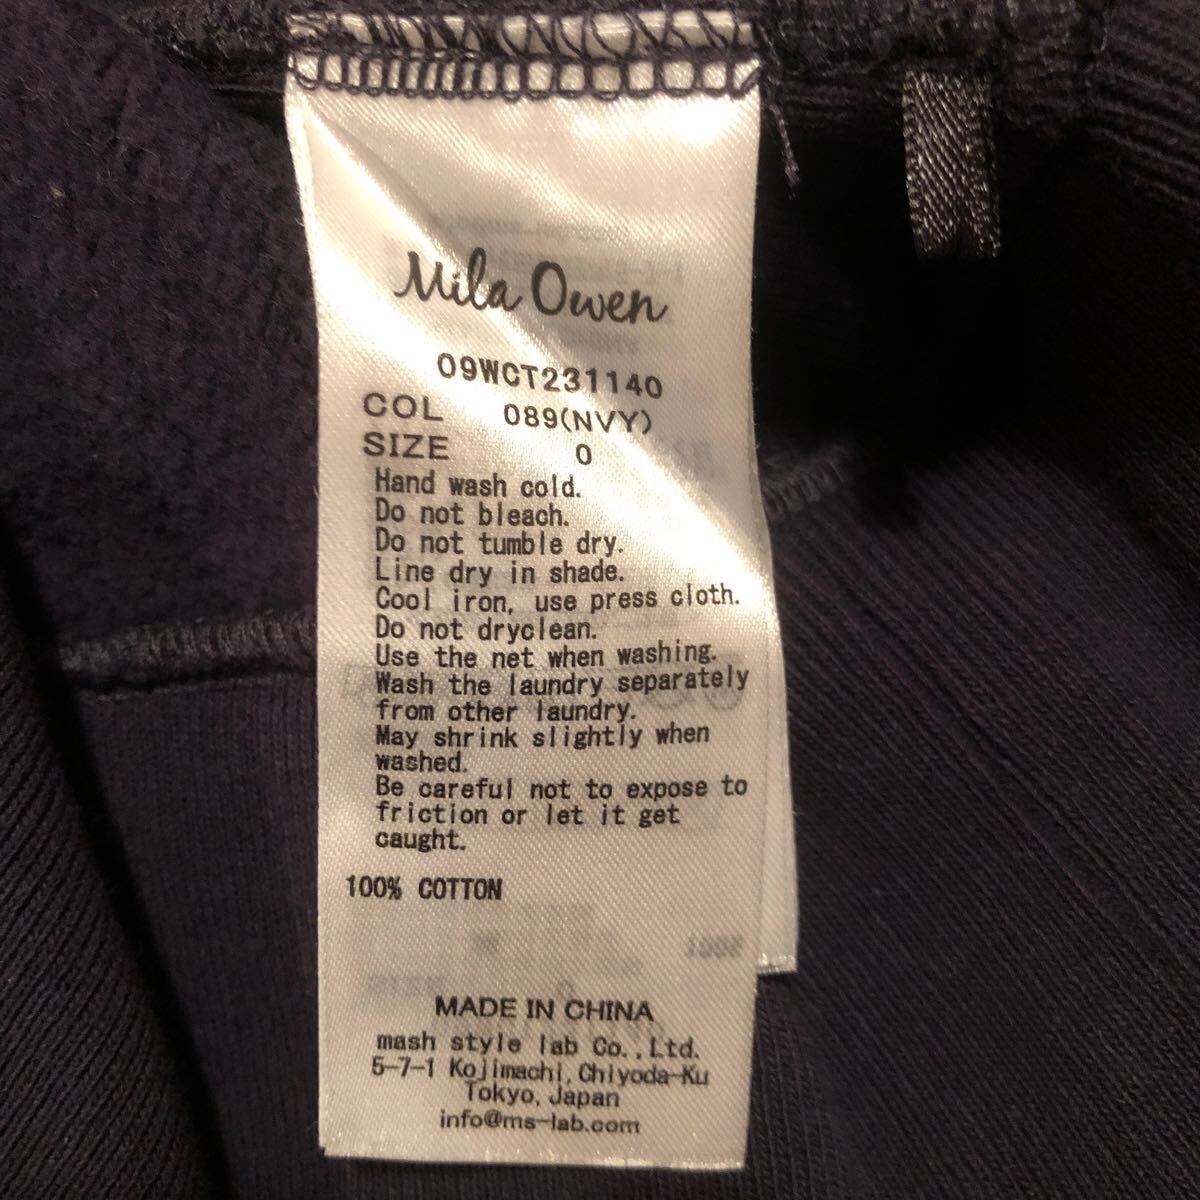 Mila Owen
09WCT231140
COL 089(NVY)
SIZE 0
Hand wash cold.
Do not bleach.
Do not tumble dry.
Line dry in shade.
Cool iron, use press cloth.
Do not dryclean.
Use the net when washing.
Wash the laundry separately
from other laundry.
May shrink slightly when
washed.
Be careful not to expose to
friction or let it get
caught.
100% COTTON
MADE IN CHINA
mash style lab Co.,Ltd.
5-7-1 Kojimachi,Chiyoda-Ku
Tokyo,Japan
info@ms-lab.com